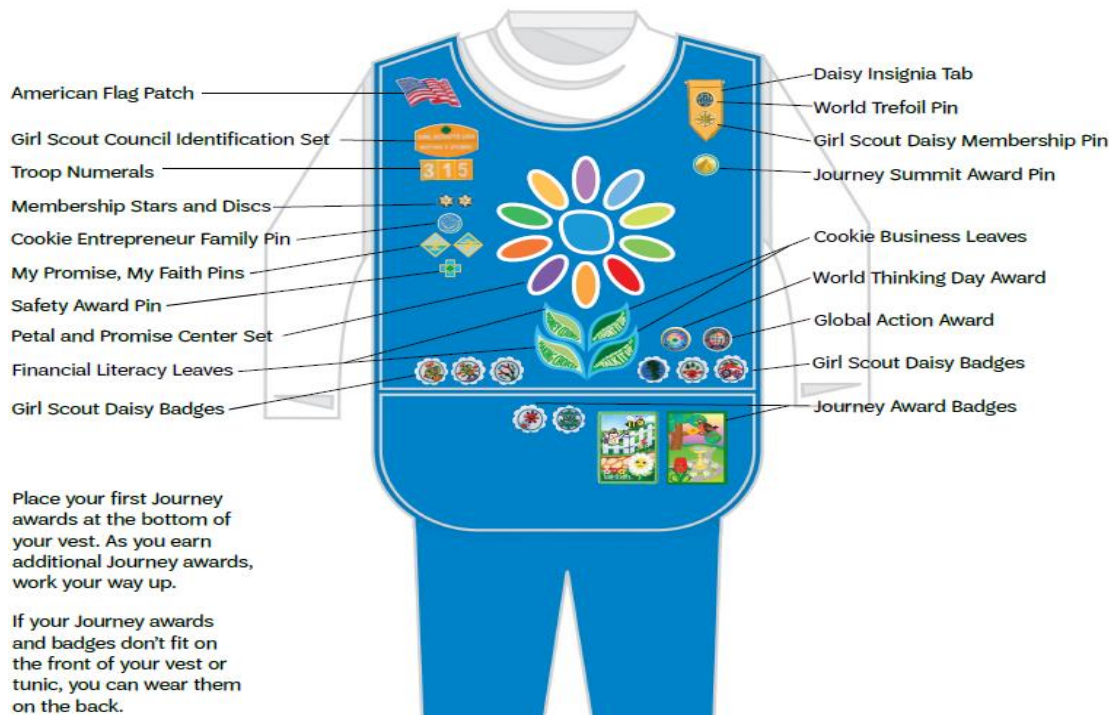 American Flag Patch
Girl Scout Council Identification Set
Troop Numerals
Membership Stars and Discs
Cookie Entrepreneur Family Pin
My Promise, My Faith Pins
Safety Award Pin
Petal and Promise Center Set
Financial Literacy Leaves
Girl Scout Daisy Badges
Daisy Insignia Tab
World Trefoil Pin
Girl Scout Daisy Membership Pin
Journey Summit Award Pin
Cookie Business Leaves
World Thinking Day Award
Global Action Award
Girl Scout Daisy Badges
Journey Award Badges
315
Place your first Journey
awards at the bottom of
your vest. As you earn
additional Journey awards,
work your way up.
If your Journey awards
and badges don’t fit on
the front of your vest or
tunic, you can wear them
on the back.